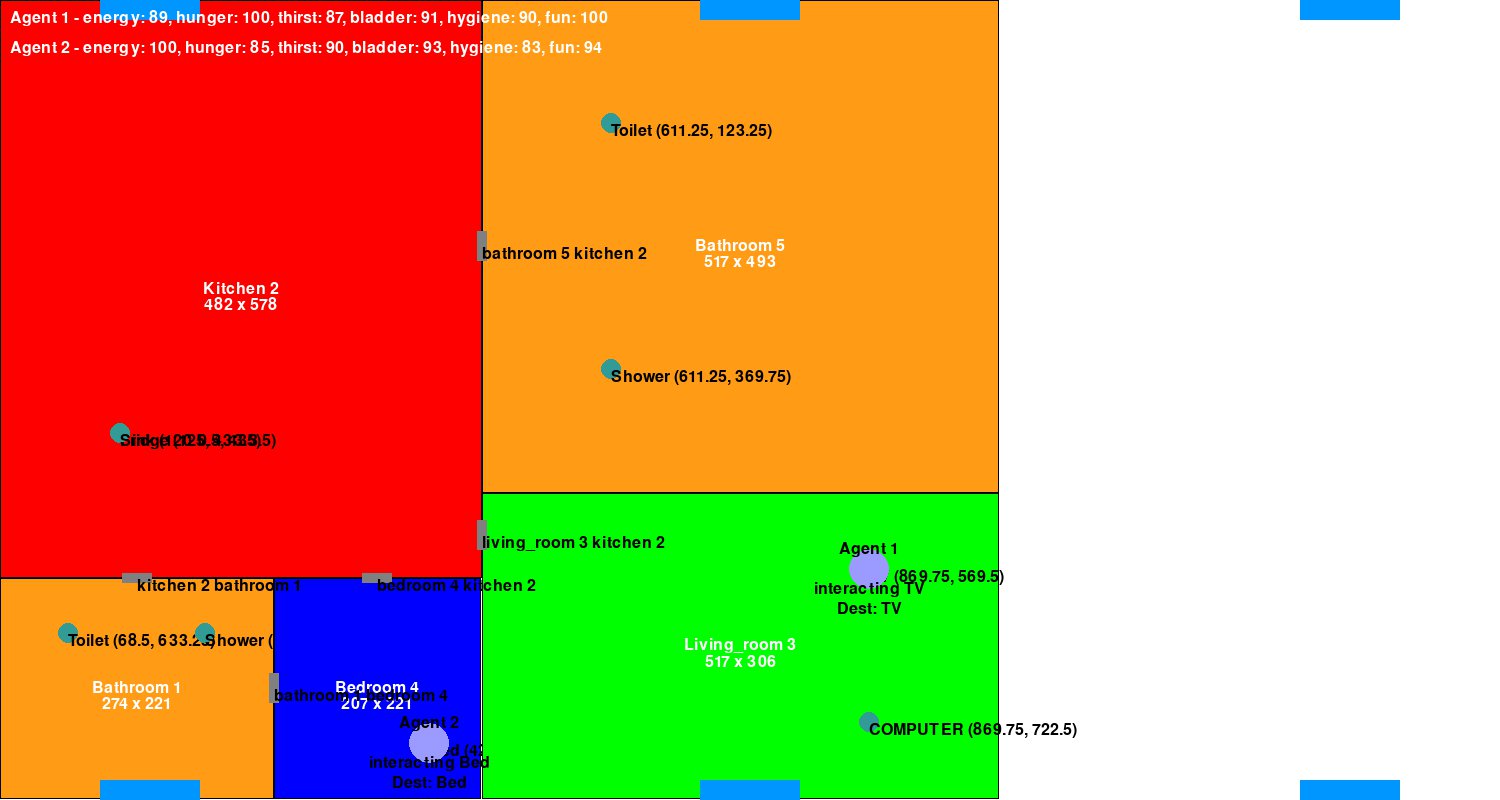 Agent 1 - energy: 89, hunger: 100, thirst: 87, bladder: 91, hygiene: 90, fun: 100
Agent 2 - energy: 100, hunger: 85, thirst: 90, bladder: 93, hygiene: 83, fun: 94
Toilet (611.25, 123.25)
Bathroom 5
517 x 493
bathroom 5 kitchen 2
Kitchen 2
482 x 578
Shower (611.25, 369.75)
living_room 3 kitchen 2
Agent 1
(869.75, 569.5)
interacting TV
Dest: TV
kitchen 2 bathroom 1
bedroom 4 kitchen 2
Toilet (68.5, 633.25)
Shower (
Living_room 3
517 x 306
Bathroom 1
274 x 221
Bedroom 4
207 x 221
bathroom 1 bedroom 4
Agent 2
interacting Bed
Dest: Bed
COMPUTER (869.75, 722.5)